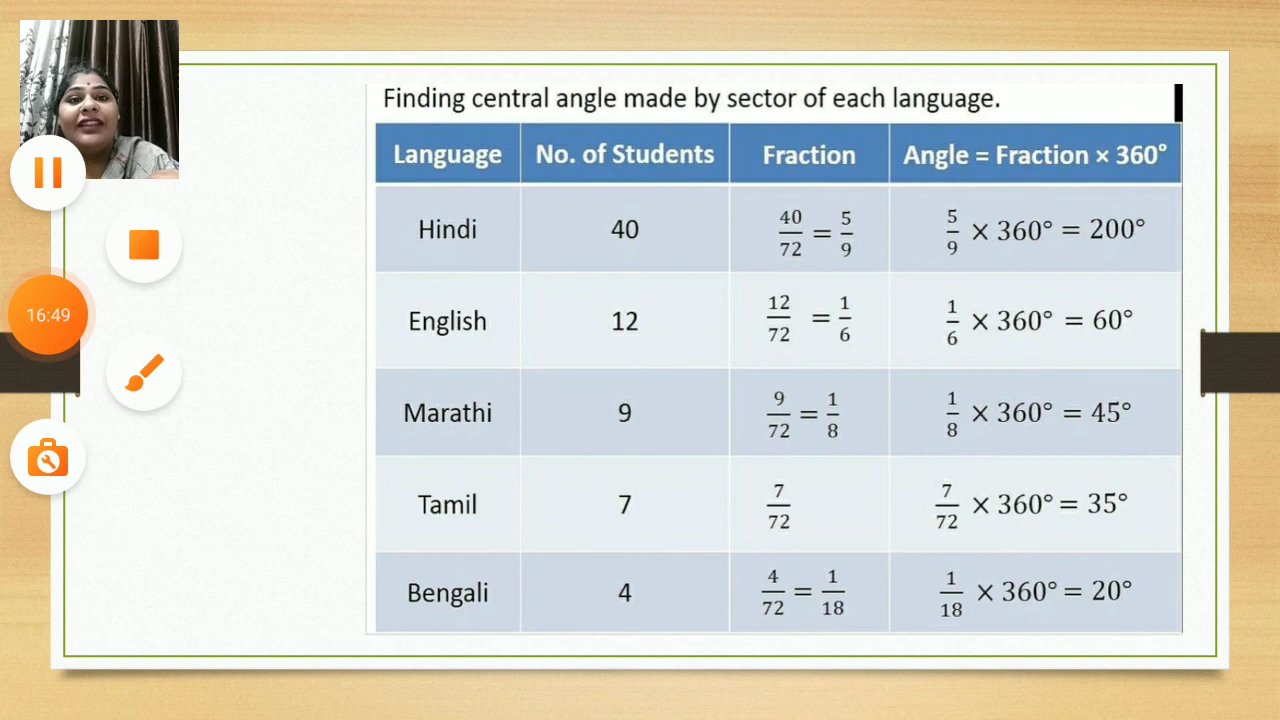 Finding central angle made by sector of each language.
Language No. of Students Fraction Angle = Fraction × 360°
Hindi 40 40/72 = 5/9 5/9 × 360° = 200°
English 12 12/72 = 1/6 1/6 × 360° = 60°
Marathi 9 9/72 = 1/8 1/8 × 360° = 45°
Tamil 7 7/72 7/72 × 360° = 35°
Bengali 4 4/72 = 1/18 1/18 × 360° = 20°
16:49